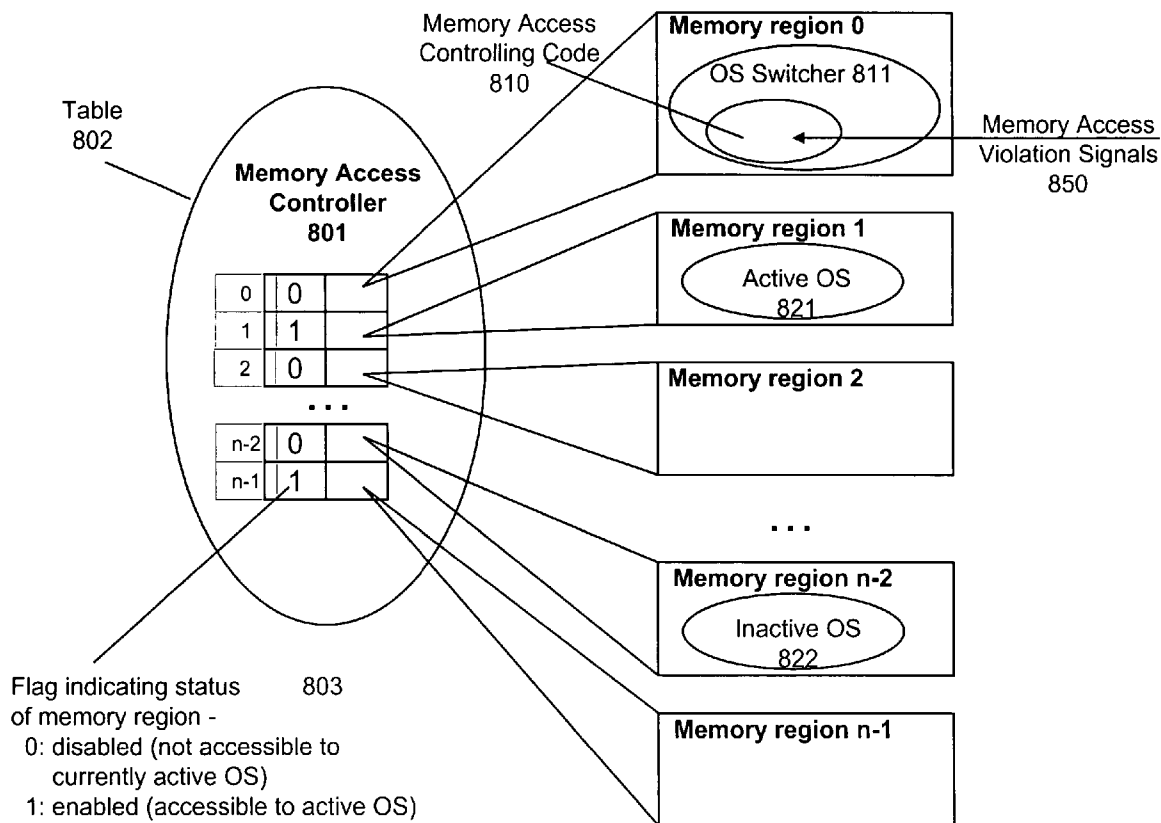 Memory Access
Controlling Code
810
Memory region 0
OS Switcher 811
Memory Access
Violation Signals
850
Table
802
Memory Access
Controller
801
0 0
1 1
2 0
...
n-2 0
n-1 1
Memory region 1
Active OS
821
Memory region 2
...
Memory region n-2
Inactive OS
822
Memory region n-1
Flag indicating status 803
of memory region -
0: disabled (not accessible to
currently active OS)
1: enabled (accessible to active OS)